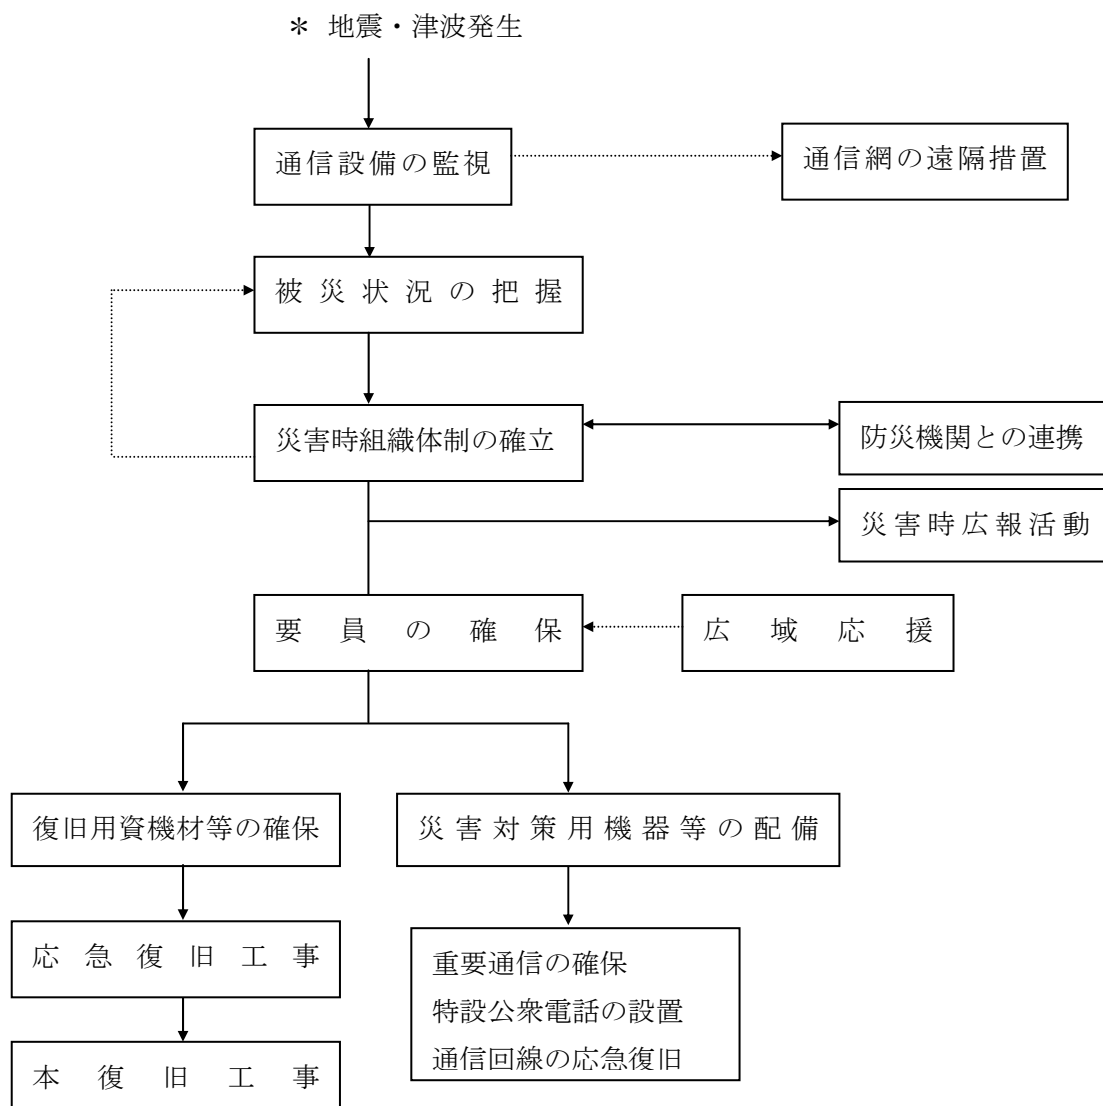 ＊ 地震・津波発生
通信設備の監視
通信網の遠隔措置
被災状況の把握
災害時組織体制の確立
防災機関との連携
災害時広報活動
要員の確保
広域応援
復旧用資機材等の確保
災害対策用機器等の配備
応急復旧工事
重要通信の確保
特設公衆電話の設置
通信回線の応急復旧
本復旧工事